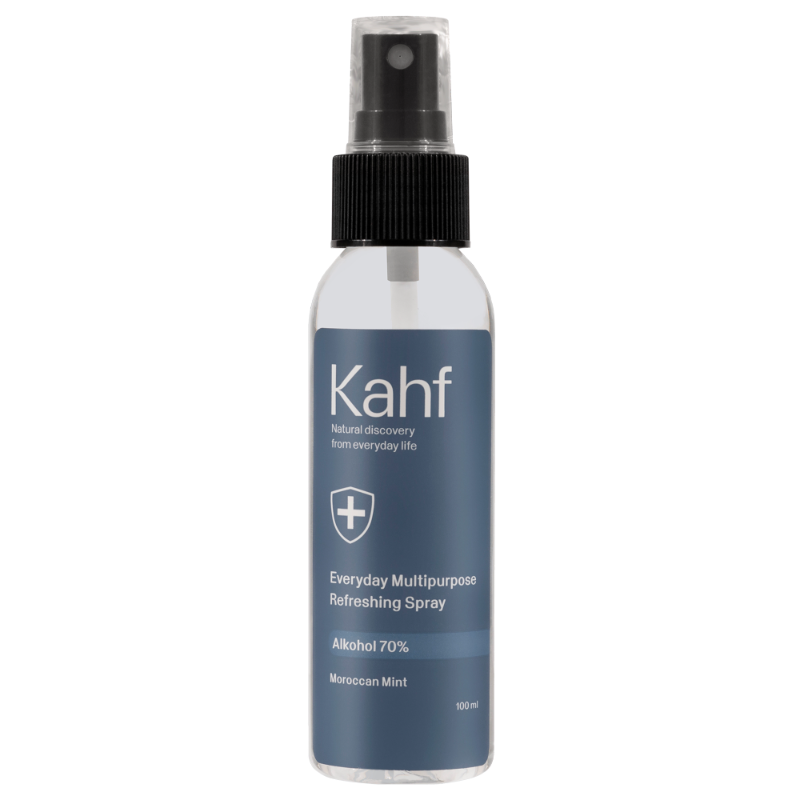 Kahf
Natural discovery
from everyday life
Everyday Multipurpose
Refreshing Spray
Alkohol 70%
Moroccan Mint
100 ml